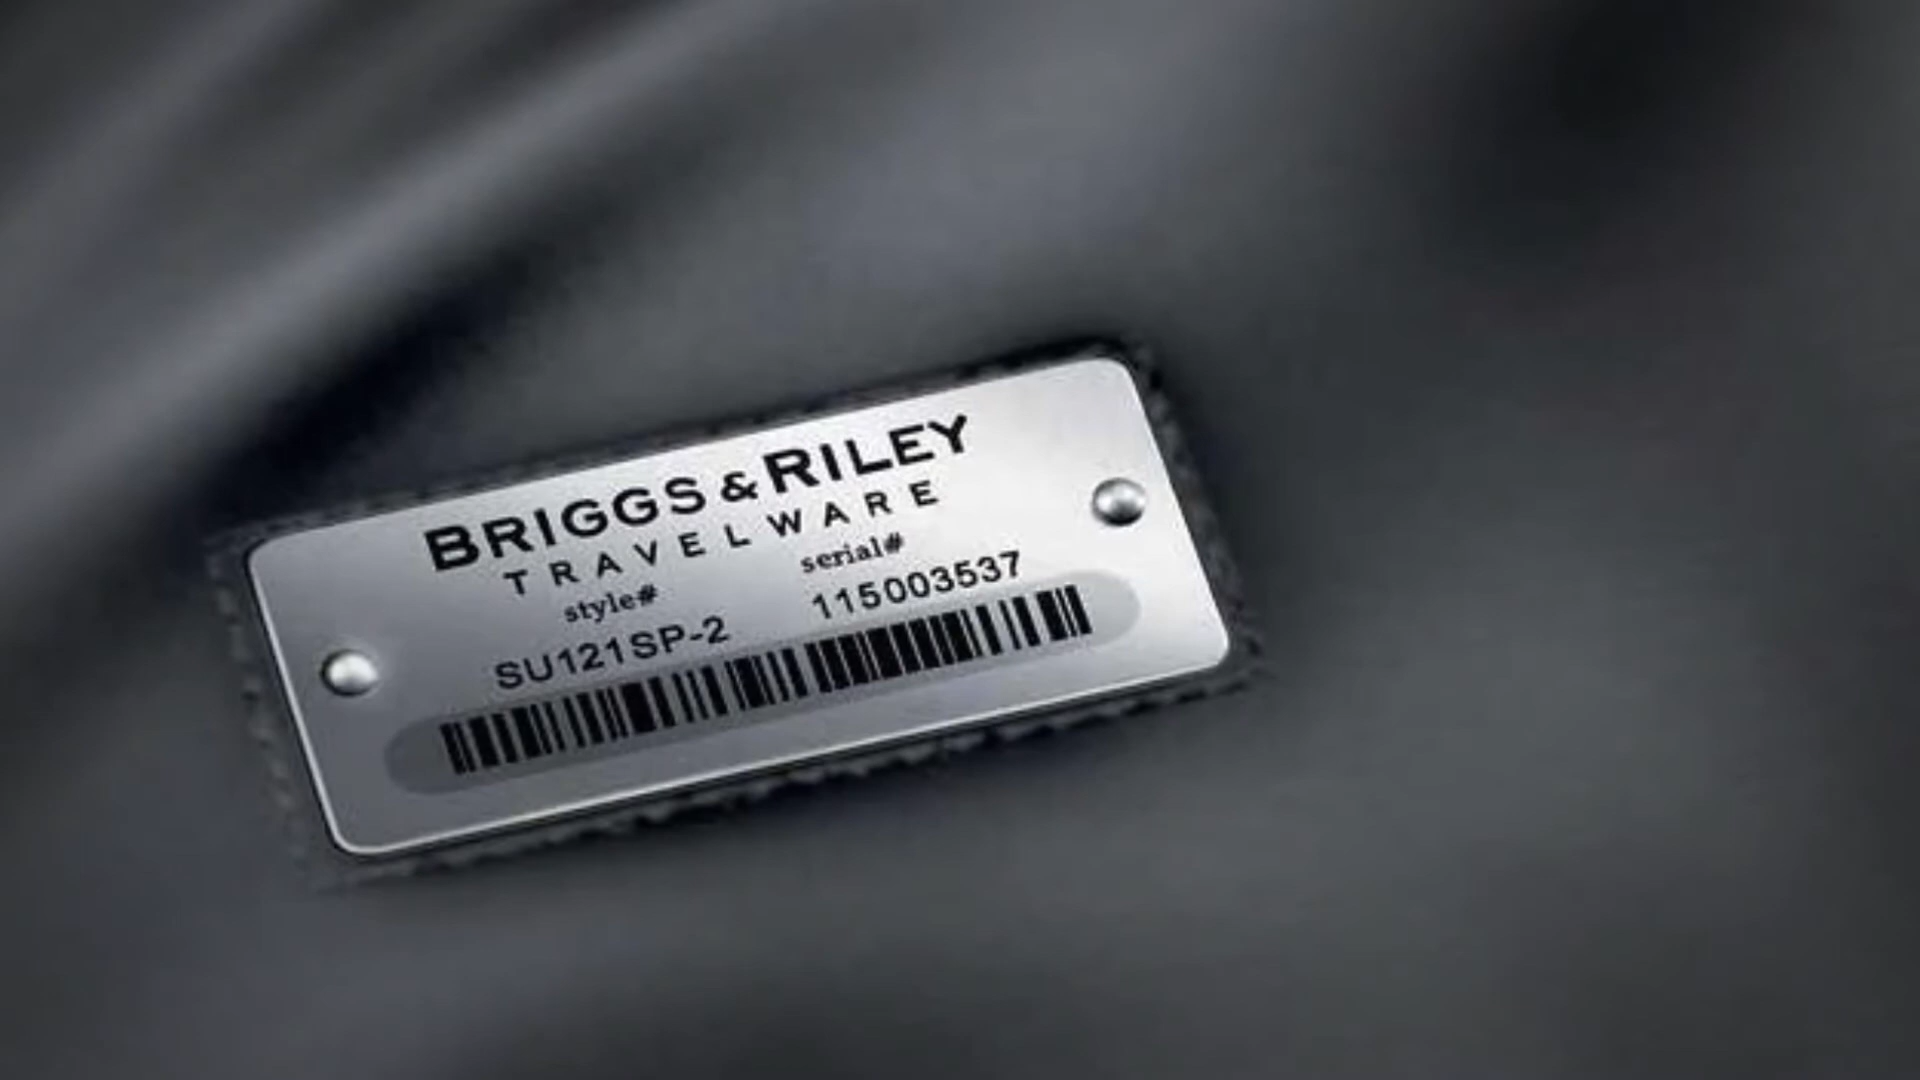 BRIGGS & RILEY
TRAVELWARE
style# serial#
SU121SP-2 115003537